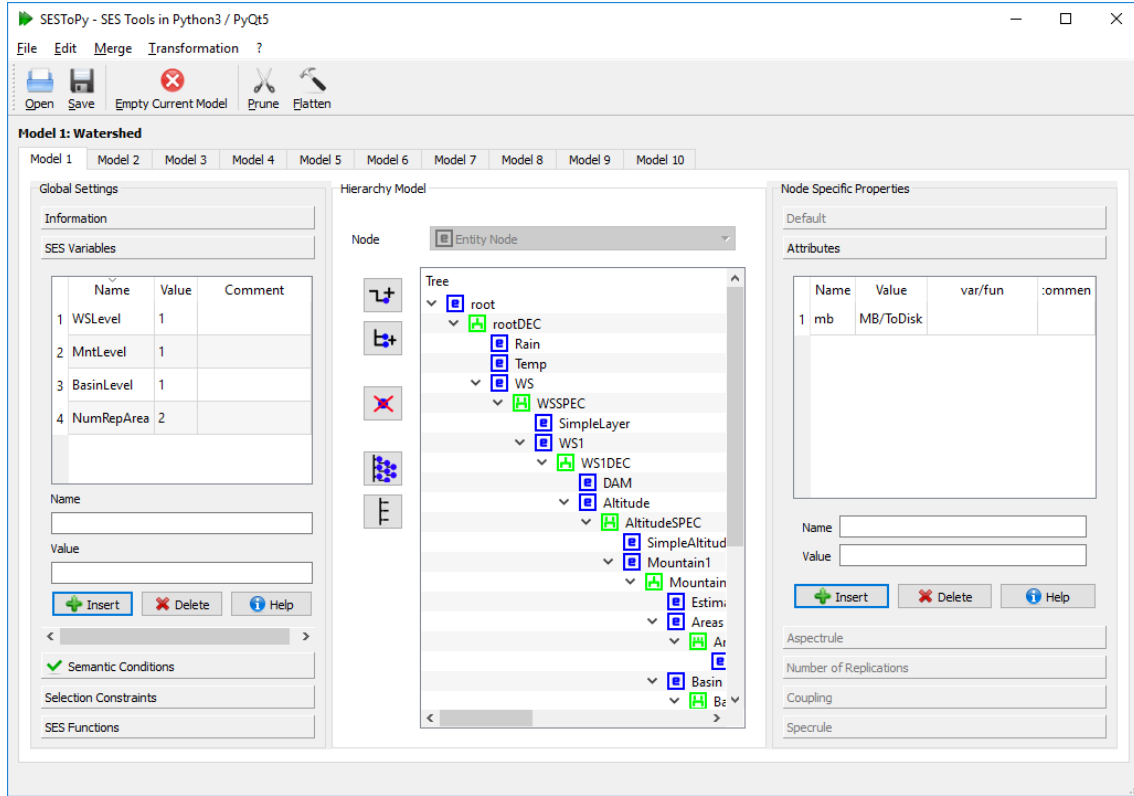 SESToPy - SES Tools in Python3 / PyQt5
File Edit Merge Transformation ?
Open Save Empty Current Model Prune Flatten
Model 1: Watershed
Model 1 Model 2 Model 3 Model 4 Model 5 Model 6 Model 7 Model 8 Model 9 Model 10
Global Settings
Information
SES Variables
Name Value Comment
1 WSLevel 1
2 MntLevel 1
3 BasinLevel 1
4 NumRepArea 2
Name
Value
Insert Delete Help
Semantic Conditions
Selection Constraints
SES Functions
Hierarchy Model
Node Entity Node
Tree
root
rootDEC
Rain
Temp
WS
WSSPEC
SimpleLayer
WS1
WS1DEC
DAM
Altitude
AltitudeSPEC
SimpleAltitud
Mountain1
Mountain
Estima
Areas
Ar
Basin
Ba
Node Specific Properties
Default
Attributes
Name Value var/fun :ommen
1 mb MB/ToDisk
Name
Value
Insert Delete Help
Aspectrule
Number of Replications
Coupling
Specrule